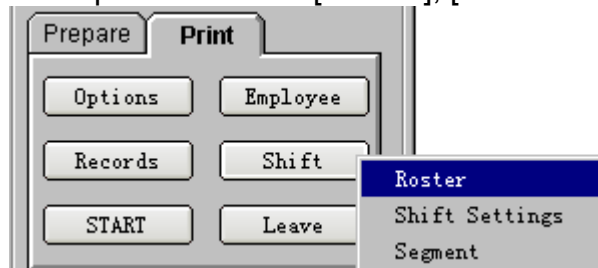 Prepare Print
Options Employee
Records Shift
Roster
START Leave
Shift Settings
Segment